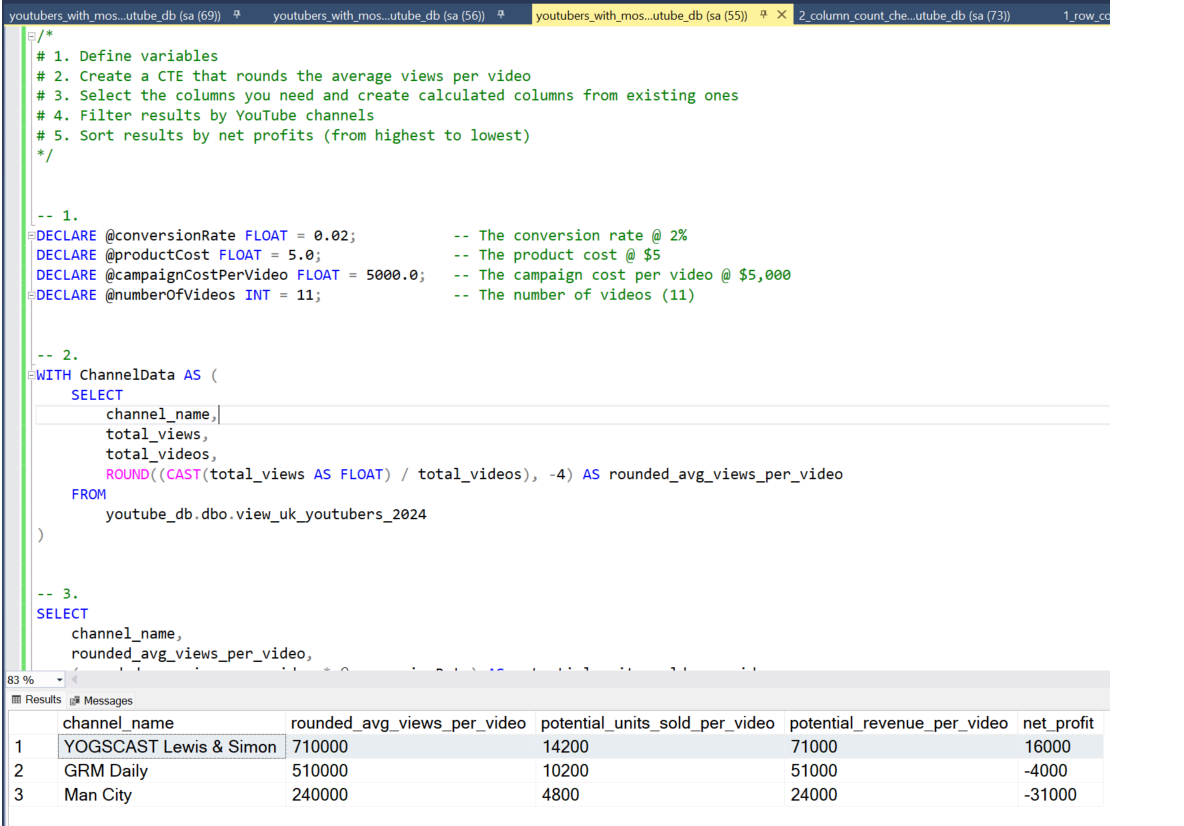 youtubers_with_mos...utube_db (sa (69)) youtubers_with_mos...utube_db (sa (56)) youtubers_with_mos...utube_db (sa (55)) 2_column_count_che...utube_db (sa (73)) 1_row_co
/*
# 1. Define variables
# 2. Create a CTE that rounds the average views per video
# 3. Select the columns you need and create calculated columns from existing ones
# 4. Filter results by YouTube channels
# 5. Sort results by net profits (from highest to lowest)
*/
-- 1.
DECLARE @conversionRate FLOAT = 0.02; -- The conversion rate @ 2%
DECLARE @productCost FLOAT = 5.0; -- The product cost @ $5
DECLARE @campaignCostPerVideo FLOAT = 5000.0; -- The campaign cost per video @ $5,000
DECLARE @numberOfVideos INT = 11; -- The number of videos (11)
-- 2.
WITH ChannelData AS (
SELECT
channel_name,
total_views,
total_videos,
ROUND((CAST(total_views AS FLOAT) / total_videos), -4) AS rounded_avg_views_per_video
FROM
youtube_db.dbo.view_uk_youtubers_2024
)
-- 3.
SELECT
channel_name,
rounded_avg_views_per_video,
83 %
Results Messages
channel_name rounded_avg_views_per_video potential_units_sold_per_video potential_revenue_per_video net_profit
1 YOGSCAST Lewis & Simon 710000 14200 71000 16000
2 GRM Daily 510000 10200 51000 -4000
3 Man City 240000 4800 24000 -31000